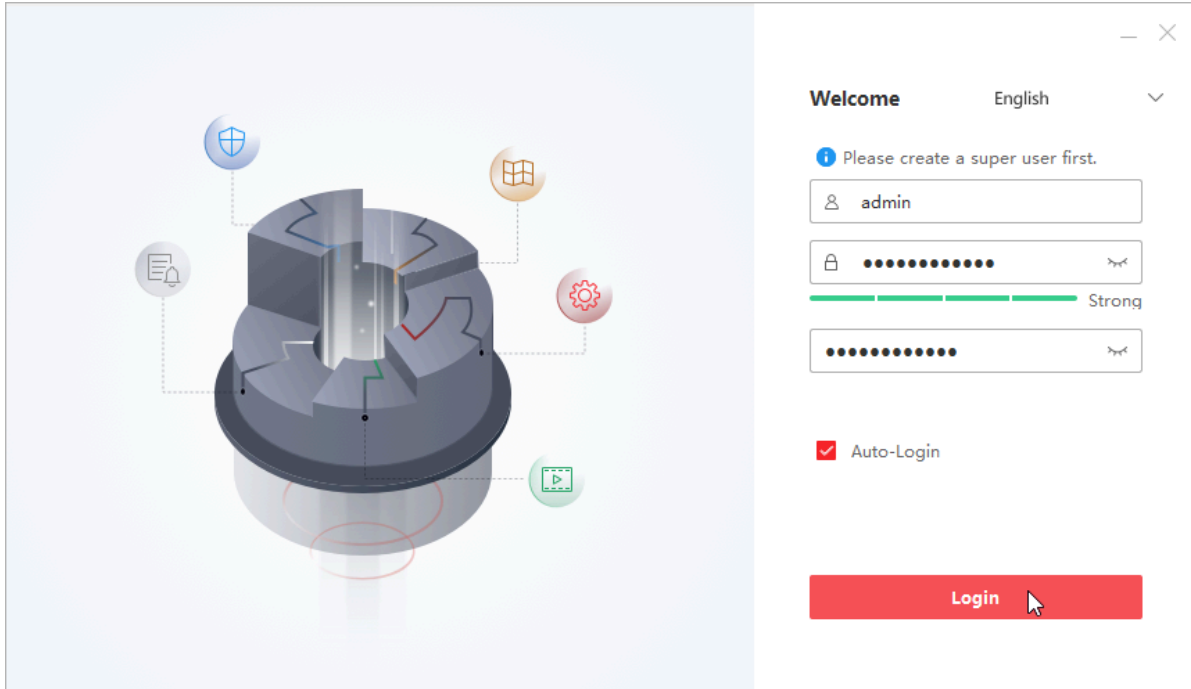 Welcome
English
Please create a super user first.
admin
●●●●●●●●●●●●
Strong
●●●●●●●●●●●●
Auto-Login
Login